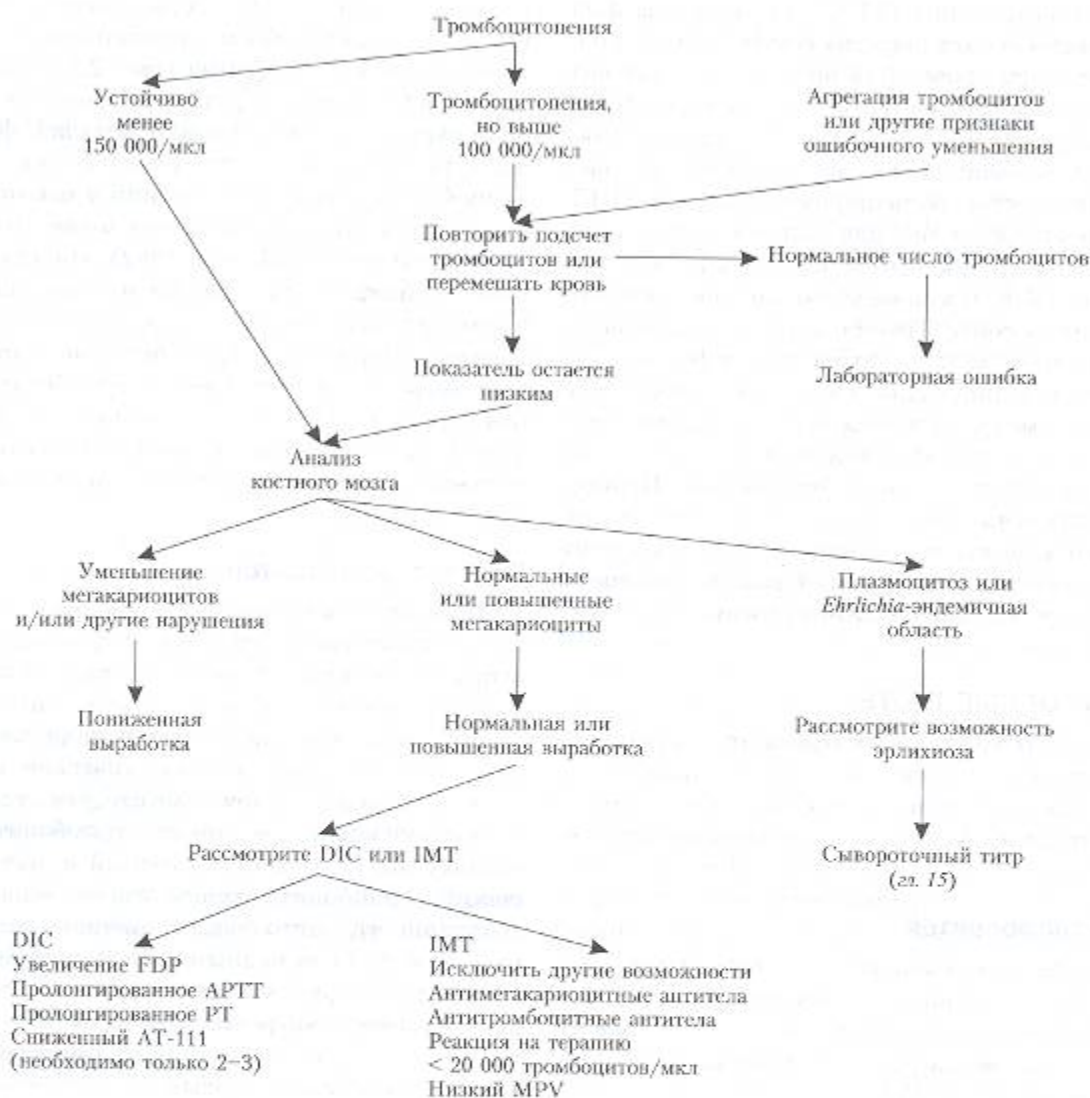 Тромбоцитопения
Устойчиво
менее
150 000/мкл
Тромбоцитопения,
но выше
100 000/мкл
Агрегация тромбоцитов
или другие признаки
ошибочного уменьшения
Повторить подсчет
тромбоцитов или
перемешать кровь
Нормальное число тромбоцитов
Показатель остается
низким
Лабораторная ошибка
Анализ
костного мозга
Уменьшение
мегакариоцитов
и/или другие нарушения
Нормальные
или повышенные
мегакариоциты
Плазмоцитоз или
Ehrlichia-эндемичная
область
Пониженная
выработка
Нормальная или
повышенная выработка
Рассмотрите возможность
эрлихиоза
Рассмотрите DIC или IMT
Сывороточный титр
(гл. 15)
DIC
Увеличение FDP
Пролонгированное APTT
Пролонгированное PT
Сниженный AT-111
(необходимо только 2–3)
IMT
Исключить другие возможности
Антимегакариоцитные антитела
Антитромбоцитные антитела
Реакция на терапию
< 20 000 тромбоцитов/мкл
Низкий MPV